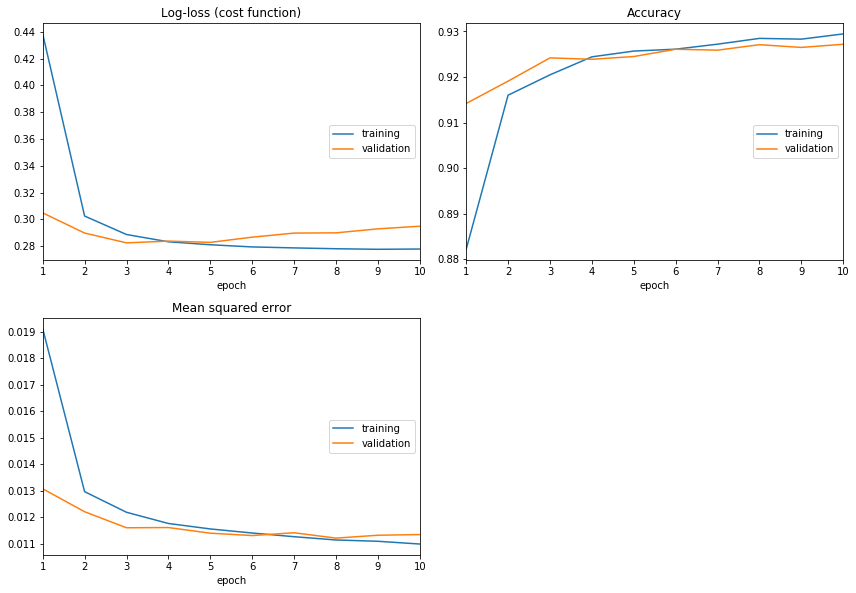 Log-loss (cost function)
0.44
0.42
0.40
0.38
0.36
0.34
0.32
0.30
0.28
training
validation
1 2 3 4 5 6 7 8 9 10
epoch
Accuracy
0.93
0.92
0.91
0.90
0.89
0.88
training
validation
1 2 3 4 5 6 7 8 9 10
epoch
Mean squared error
0.019
0.018
0.017
0.016
0.015
0.014
0.013
0.012
0.011
training
validation
1 2 3 4 5 6 7 8 9 10
epoch